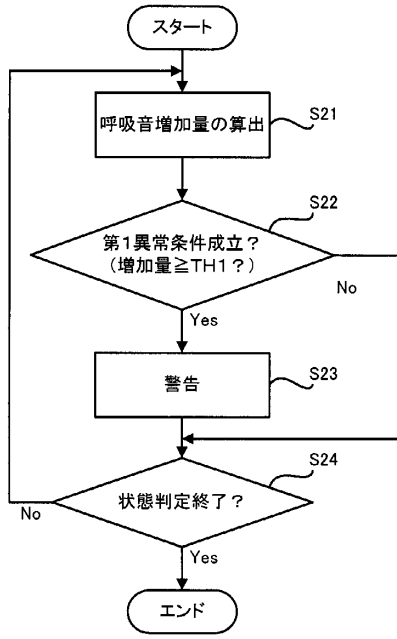 スタート
呼吸音増加量の算出
S21
S22
第1異常条件成立？
（増加量≧TH1？）
No
Yes
警告
S23
S24
状態判定終了？
No
Yes
エンド